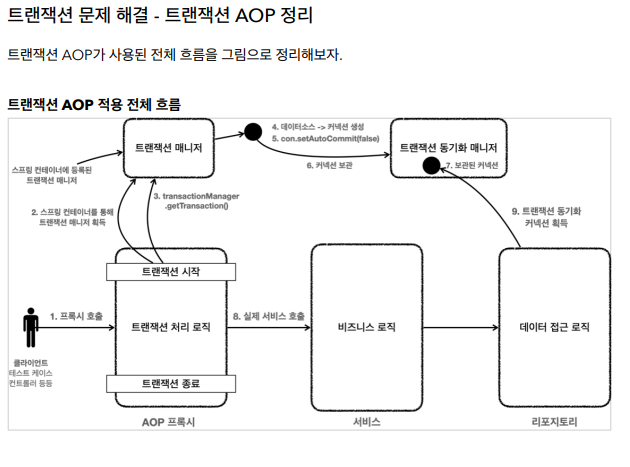 트랜잭션 문제 해결 - 트랜잭션 AOP 정리
트랜잭션 AOP가 사용된 전체 흐름을 그림으로 정리해보자.
트랜잭션 AOP 적용 전체 흐름
트랜잭션 매니저
4. 데이터소스 -> 커넥션 생성
5. con.setAutoCommit(false)
트랜잭션 동기화 매니저
스프링 컨테이너에 등록된
트랜잭션 매니저
6. 커넥션 보관
7. 보관된 커넥션
3. transactionManager
.getTransaction()
2. 스프링 컨테이너를 통해
트랜잭션 매니저 획득
9. 트랜잭션 동기화
커넥션 획득
트랜잭션 시작
1. 프록시 호출
트랜잭션 처리 로직
8. 실제 서비스 호출
비즈니스 로직
데이터 접근 로직
클라이언트
테스트 케이스
컨트롤러 등등
트랜잭션 종료
AOP 프록시
서비스
리포지토리